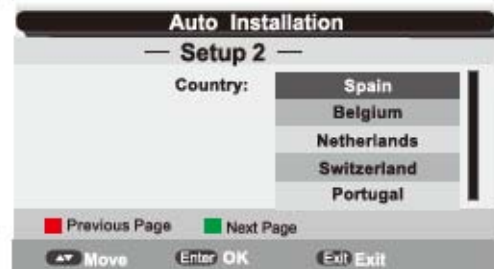 Auto Installation
— Setup 2 —
Country: Spain
Belgium
Netherlands
Switzerland
Portugal
Previous Page Next Page
Move Enter OK Exit Exit